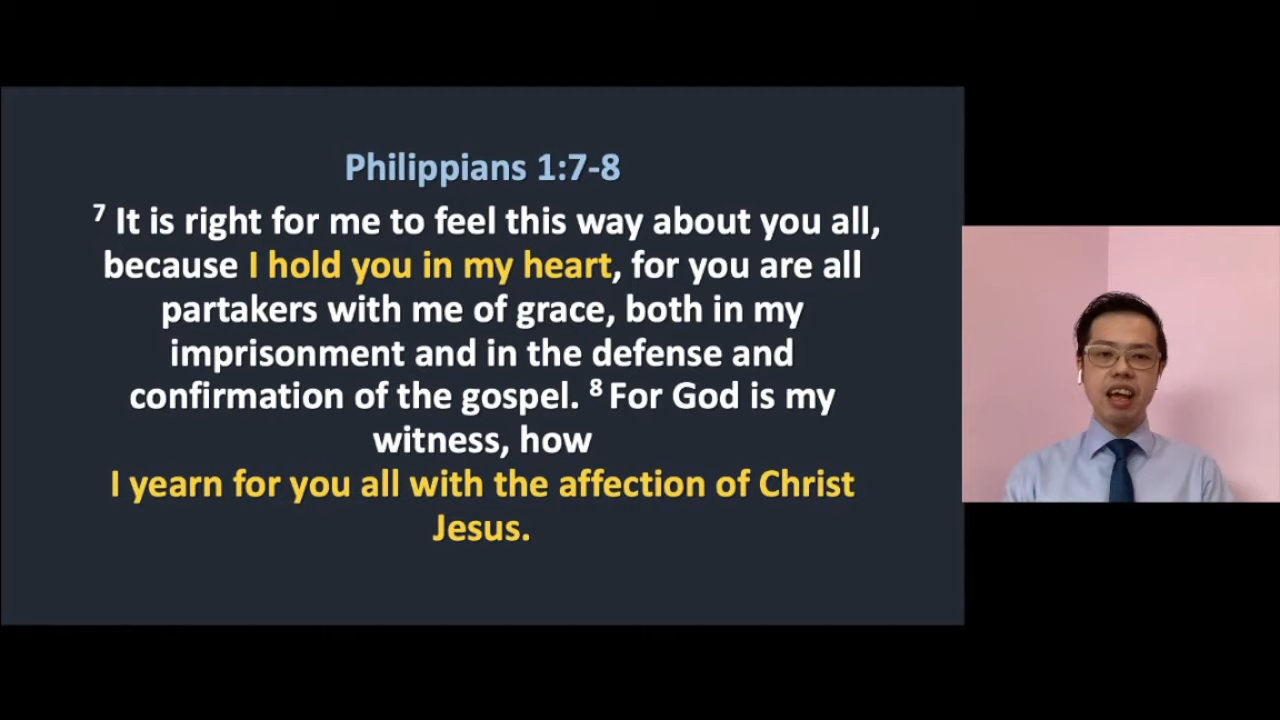 Philippians 1:7-8
⁷ It is right for me to feel this way about you all,
because I hold you in my heart, for you are all
partakers with me of grace, both in my
imprisonment and in the defense and
confirmation of the gospel. ⁸ For God is my
witness, how
I yearn for you all with the affection of Christ
Jesus.